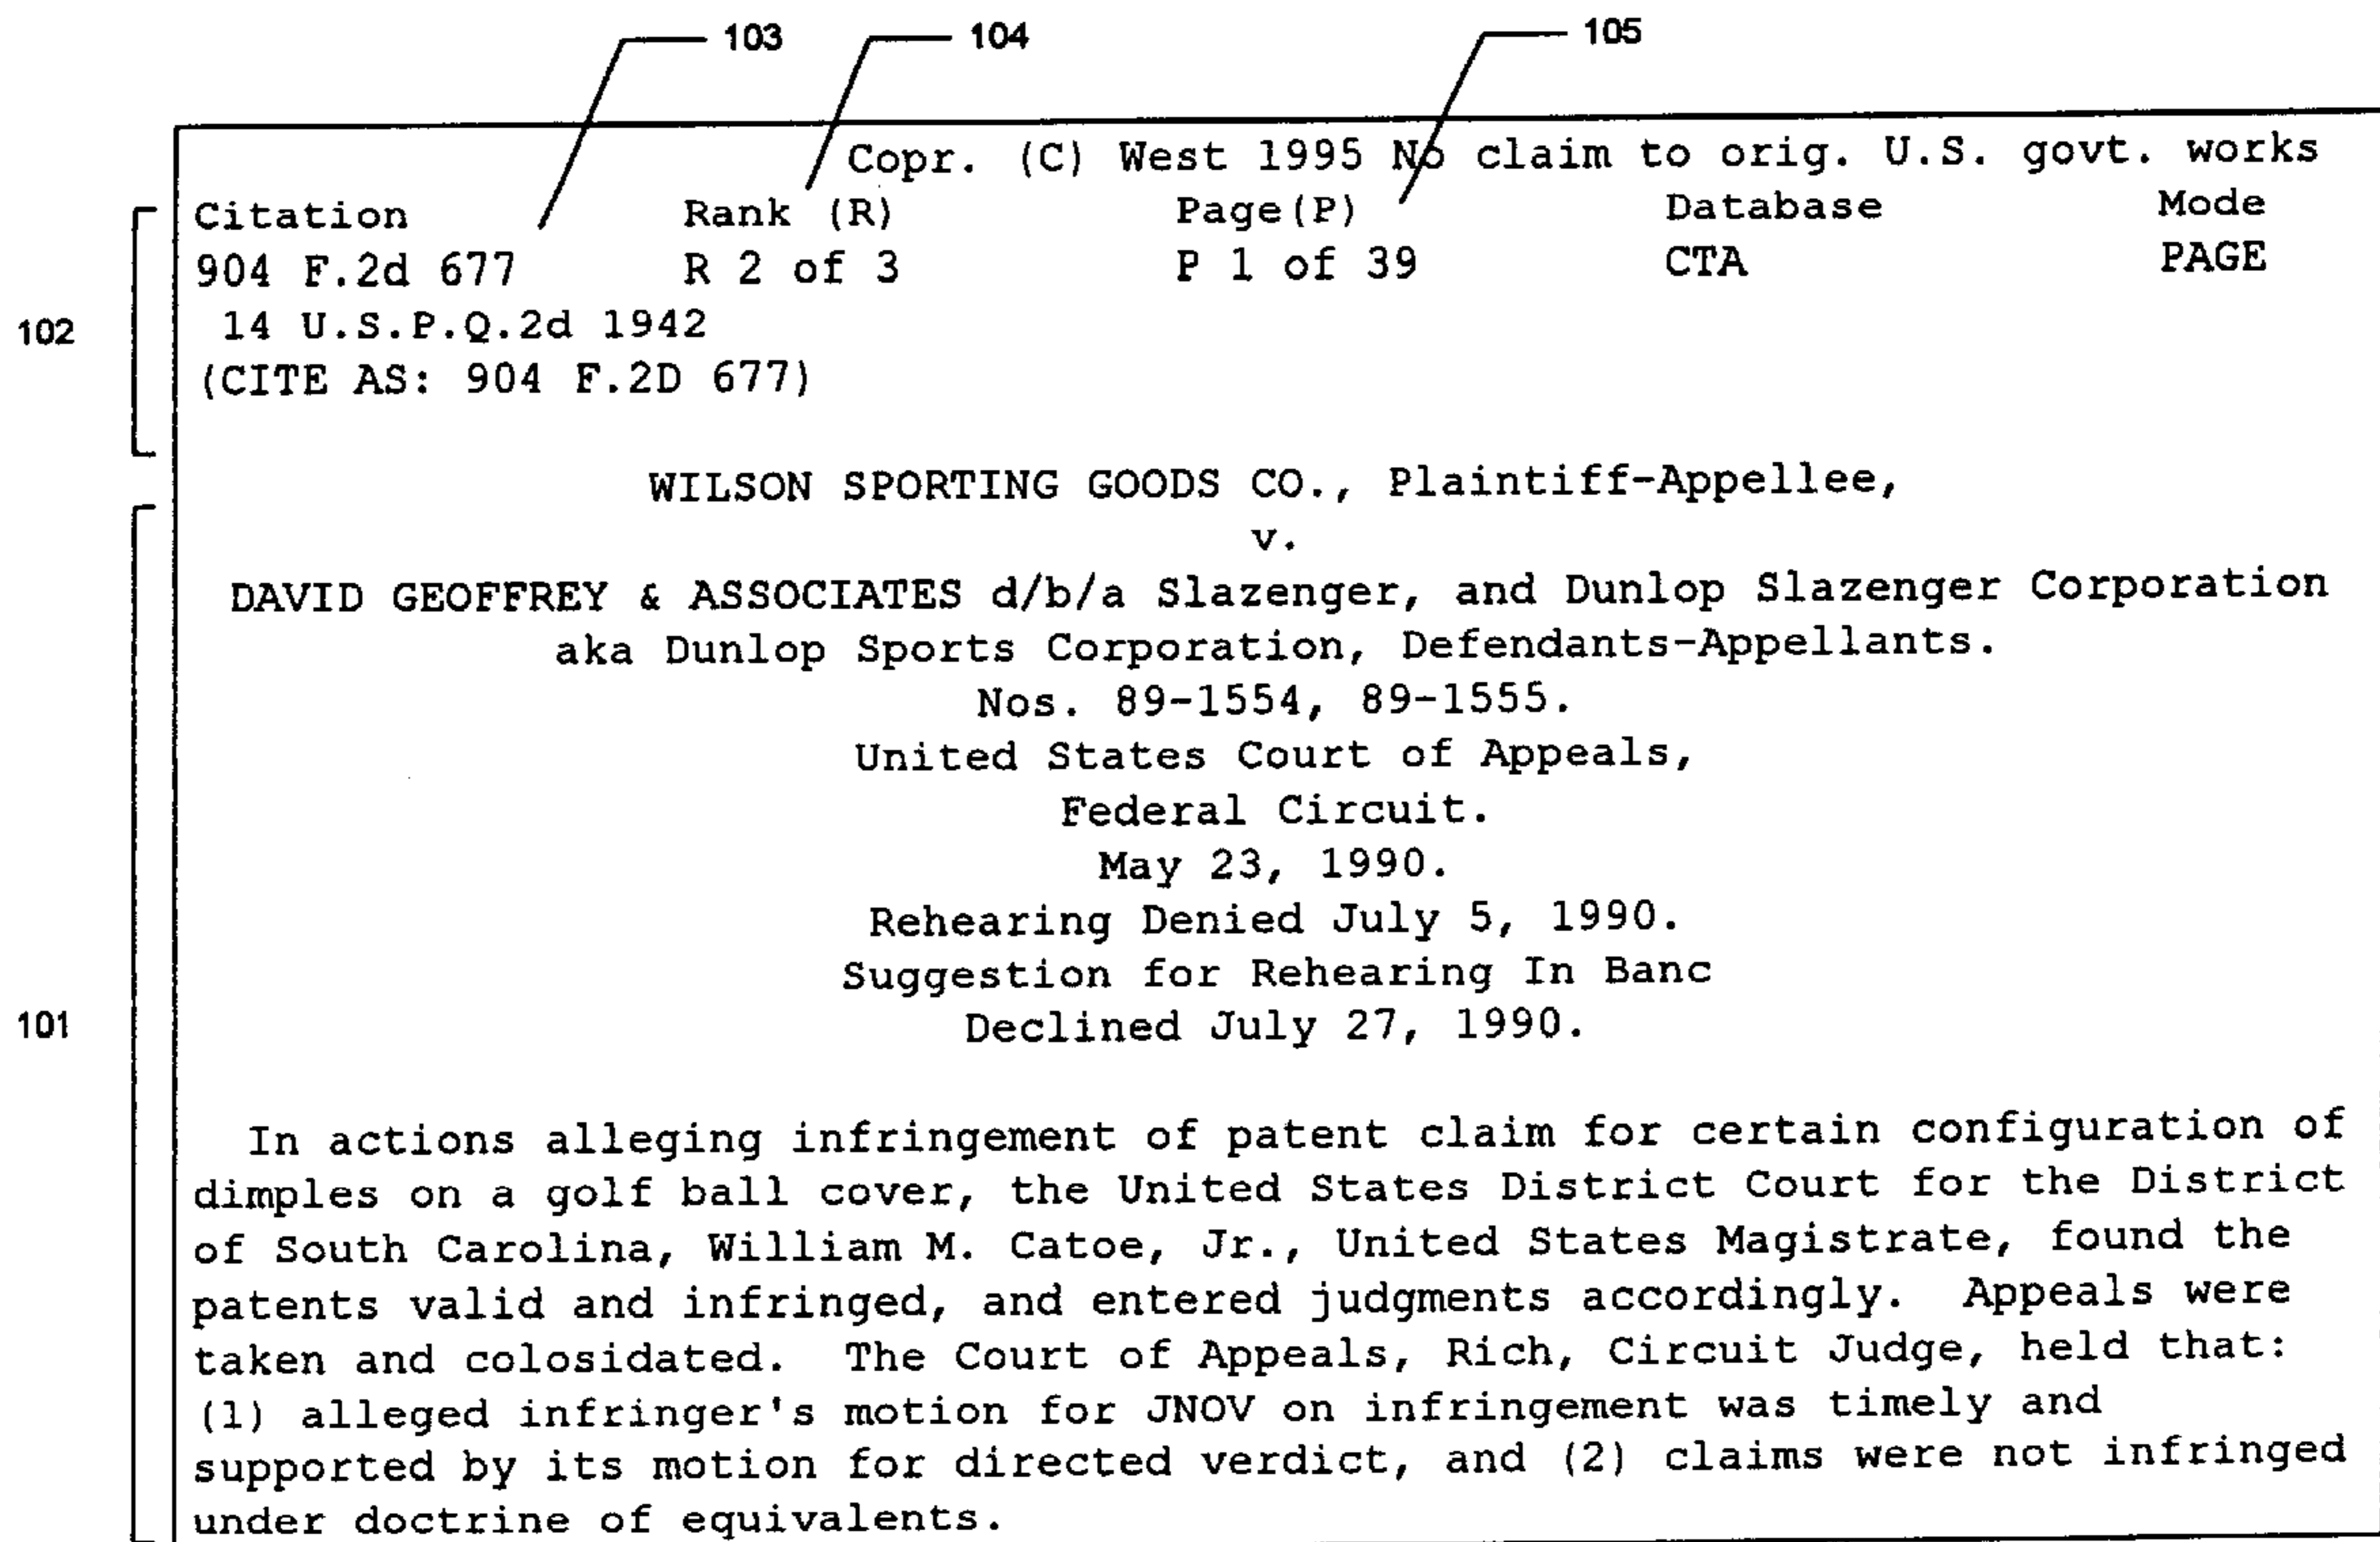 103 104 105
Copr. (C) West 1995 No claim to orig. U.S. govt. works
Citation Rank (R) Page(P) Database Mode
904 F.2d 677 R 2 of 3 P 1 of 39 CTA PAGE
102
14 U.S.P.Q.2d 1942
(CITE AS: 904 F.2D 677)
WILSON SPORTING GOODS CO., Plaintiff-Appellee,
v.
DAVID GEOFFREY & ASSOCIATES d/b/a Slazenger, and Dunlop Slazenger Corporation
aka Dunlop Sports Corporation, Defendants-Appellants.
Nos. 89-1554, 89-1555.
United States Court of Appeals,
Federal Circuit.
May 23, 1990.
Rehearing Denied July 5, 1990.
Suggestion for Rehearing In Banc
101
Declined July 27, 1990.
In actions alleging infringement of patent claim for certain configuration of
dimples on a golf ball cover, the United States District Court for the District
of South Carolina, William M. Catoe, Jr., United States Magistrate, found the
patents valid and infringed, and entered judgments accordingly. Appeals were
taken and colosidated. The Court of Appeals, Rich, Circuit Judge, held that:
(1) alleged infringer's motion for JNOV on infringement was timely and
supported by its motion for directed verdict, and (2) claims were not infringed
under doctrine of equivalents.